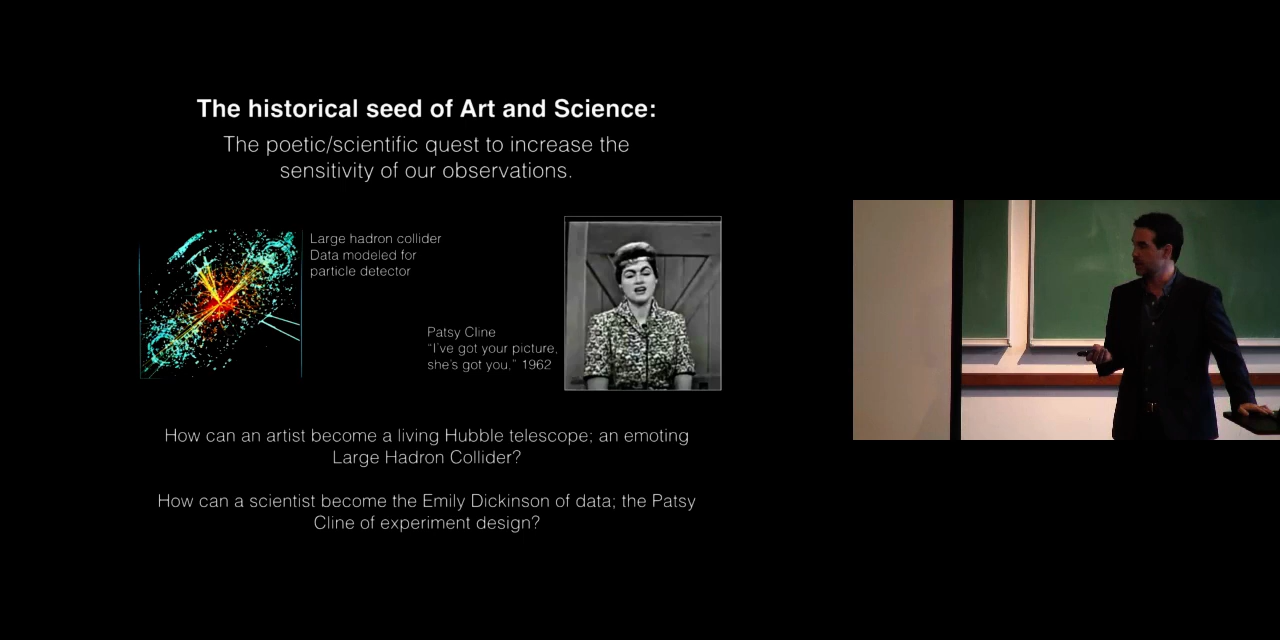 The historical seed of Art and Science:
The poetic/scientific quest to increase the
sensitivity of our observations.
Large hadron collider
Data modeled for
particle detector
Patsy Cline
“I’ve got your picture,
she’s got you,” 1962
How can an artist become a living Hubble telescope; an emoting
Large Hadron Collider?
How can a scientist become the Emily Dickinson of data; the Patsy
Cline of experiment design?